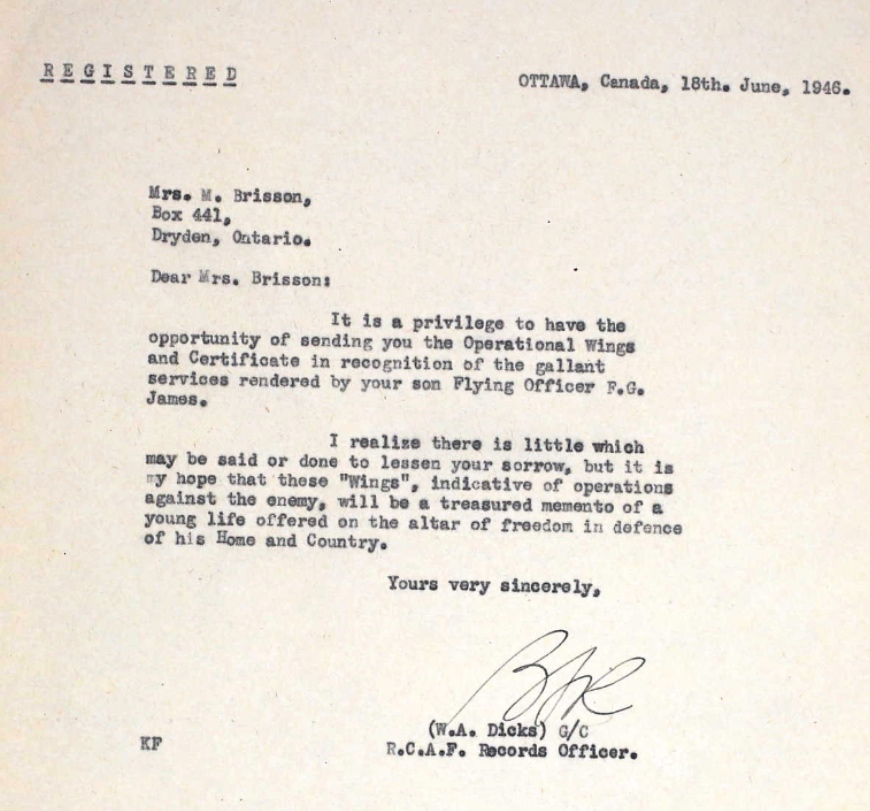 REGISTERED
OTTAWA, Canada, 18th. June, 1946.
Mrs. M. Brisson,
Box 441,
Dryden, Ontario.
Dear Mrs. Brisson:
It is a privilege to have the
opportunity of sending you the Operational Wings
and Certificate in recognition of the gallant
services rendered by your son Flying Officer F.G.
James.
I realize there is little which
may be said or done to lessen your sorrow, but it is
my hope that these "Wings", indicative of operations
against the enemy, will be a treasured memento of a
young life offered on the altar of freedom in defence
of his Home and Country.
Yours very sincerely,
(W.A. Dicks) G/C
KF
R.C.A.F. Records Officer.